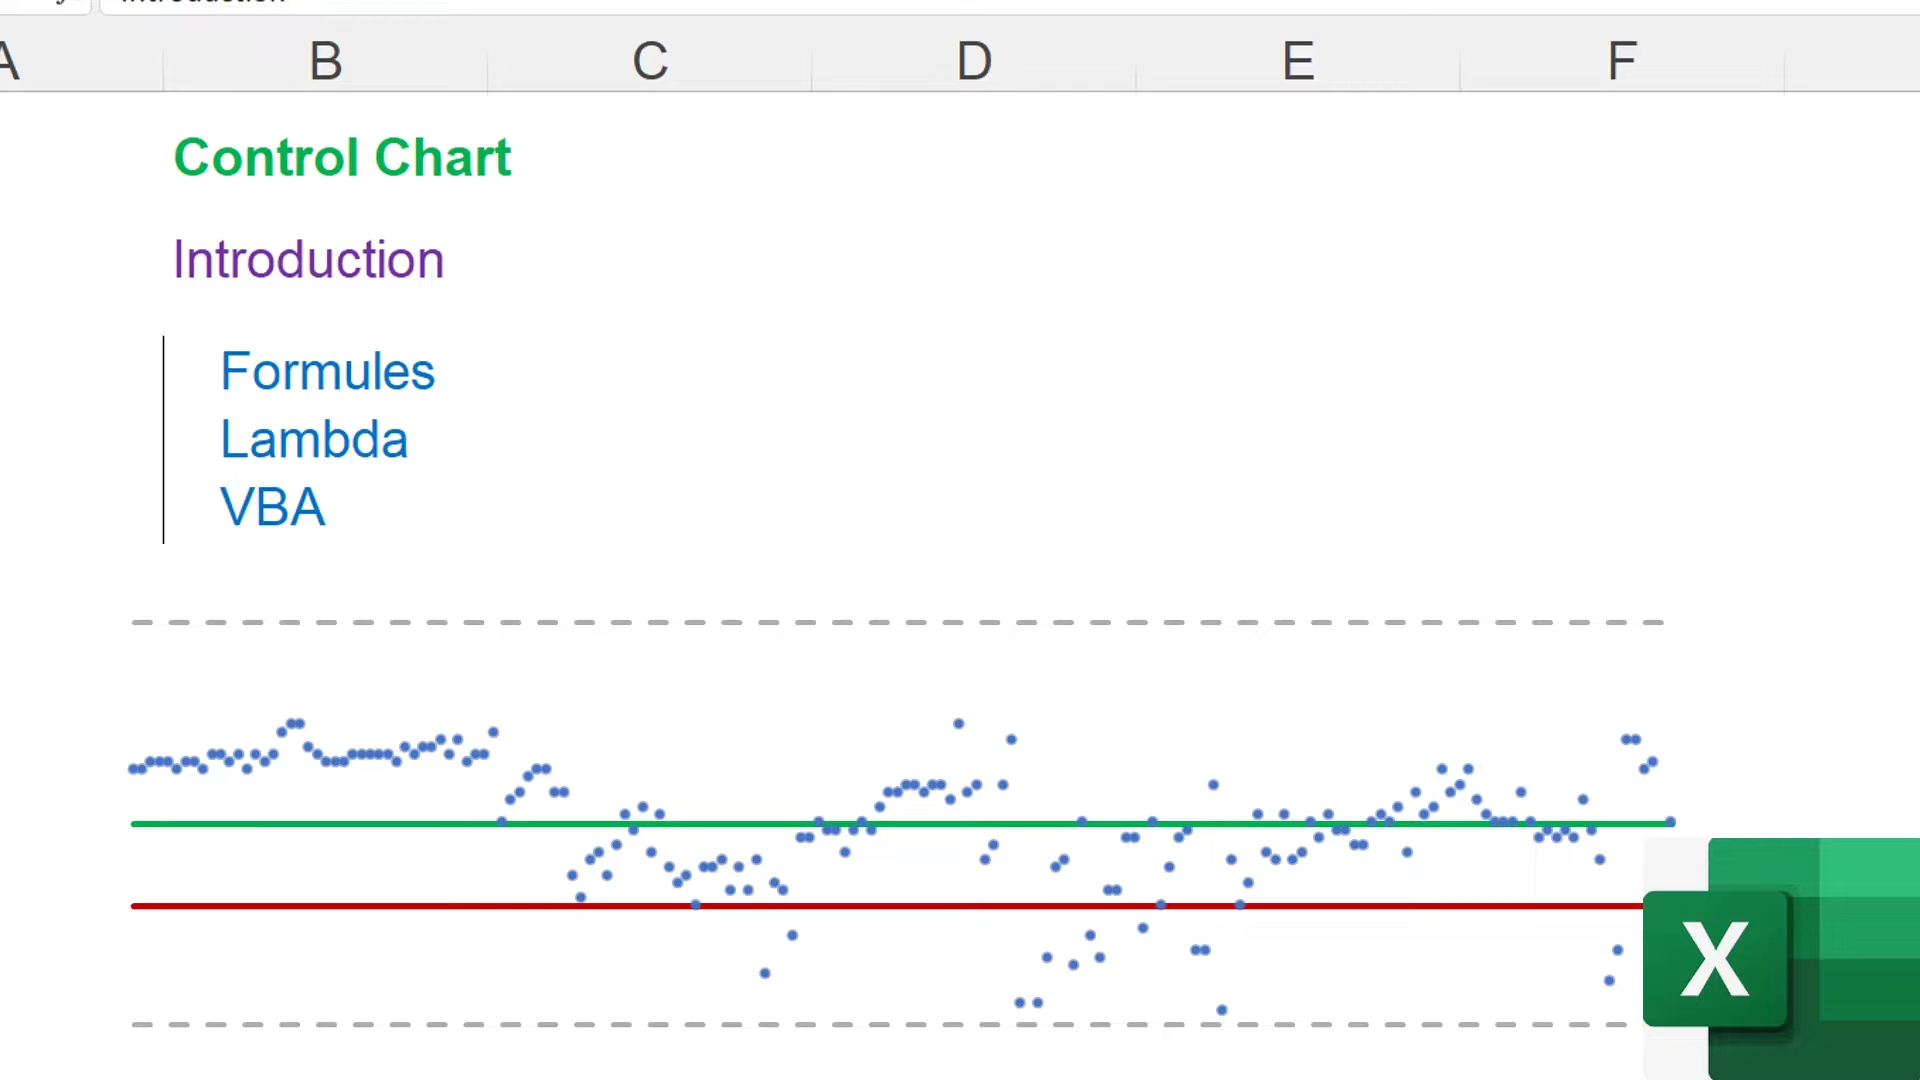 A B C D E F
Control Chart
Introduction
Formules
Lambda
VBA
X